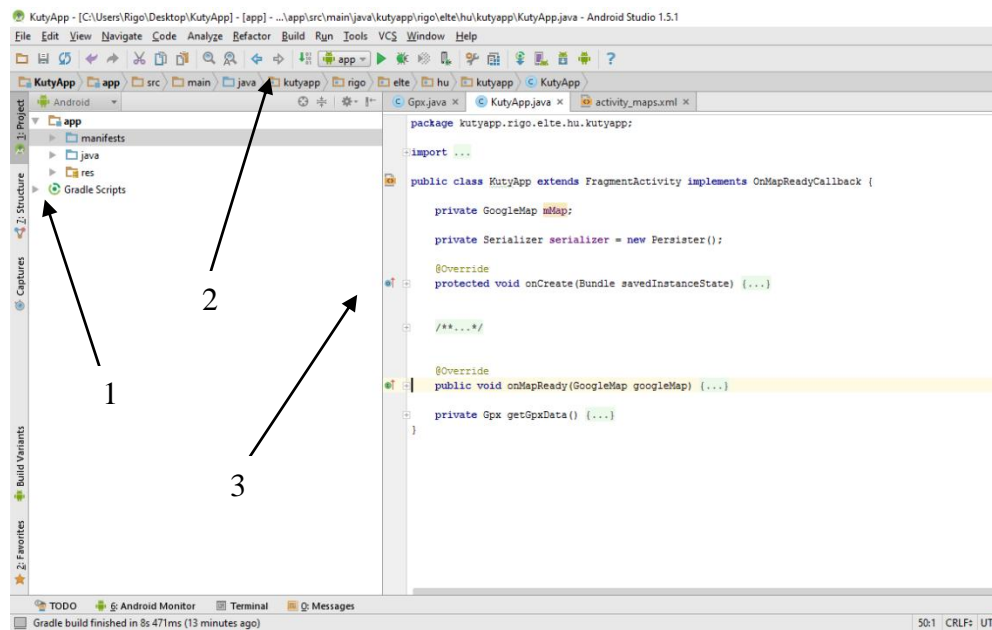 KutyApp - [C:\Users\Rigo\Desktop\KutyApp] - [app] - ...\app\src\main\java\kutyapp\rigo\elte\hu\kutyapp\KutyApp.java - Android Studio 1.5.1
File Edit View Navigate Code Analyze Refactor Build Run Tools VCS Window Help
app
KutyApp app src main java kutyapp rigo elte hu kutyapp KutyApp
Android
Gpx.java KutyApp.java activity_maps.xml
1: Project
7: Structure
Captures
Build Variants
2: Favorites
app
manifests
java
res
Gradle Scripts
1
2
3
package kutyapp.rigo.elte.hu.kutyapp;
import ...
public class KutyApp extends FragmentActivity implements OnMapReadyCallback {
private GoogleMap mMap;
private Serializer serializer = new Persister();
@Override
protected void onCreate(Bundle savedInstanceState) {...}
/**...*/
@Override
public void onMapReady(GoogleMap googleMap) {...}
private Gpx getGpxData() {...}
}
TODO 6: Android Monitor Terminal 0: Messages
Gradle build finished in 8s 471ms (13 minutes ago) 50:1 CRLF UT